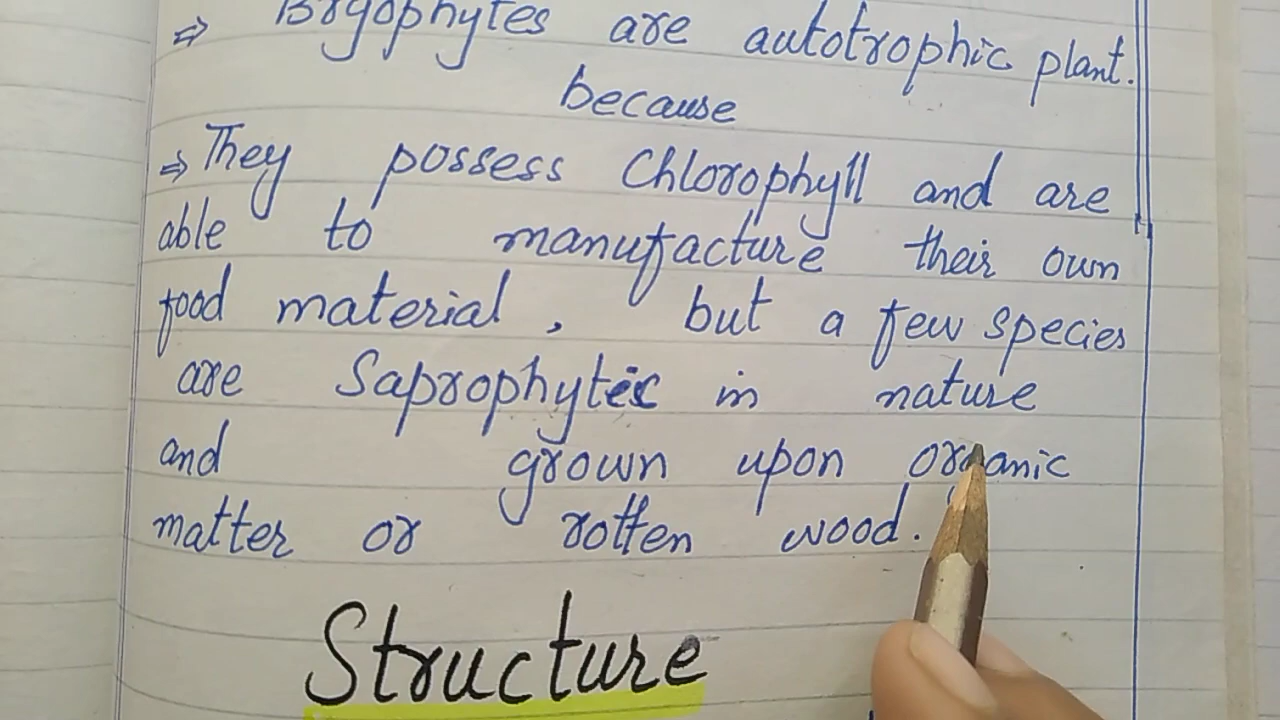 ⇒ Bryophytes are autotrophic plant.
because
⇒ They possess Chlorophyll and are
able to manufacture their own
food material, but a few species
are Saprophytic in nature
and grown upon organic
matter or rotten wood.
Structure